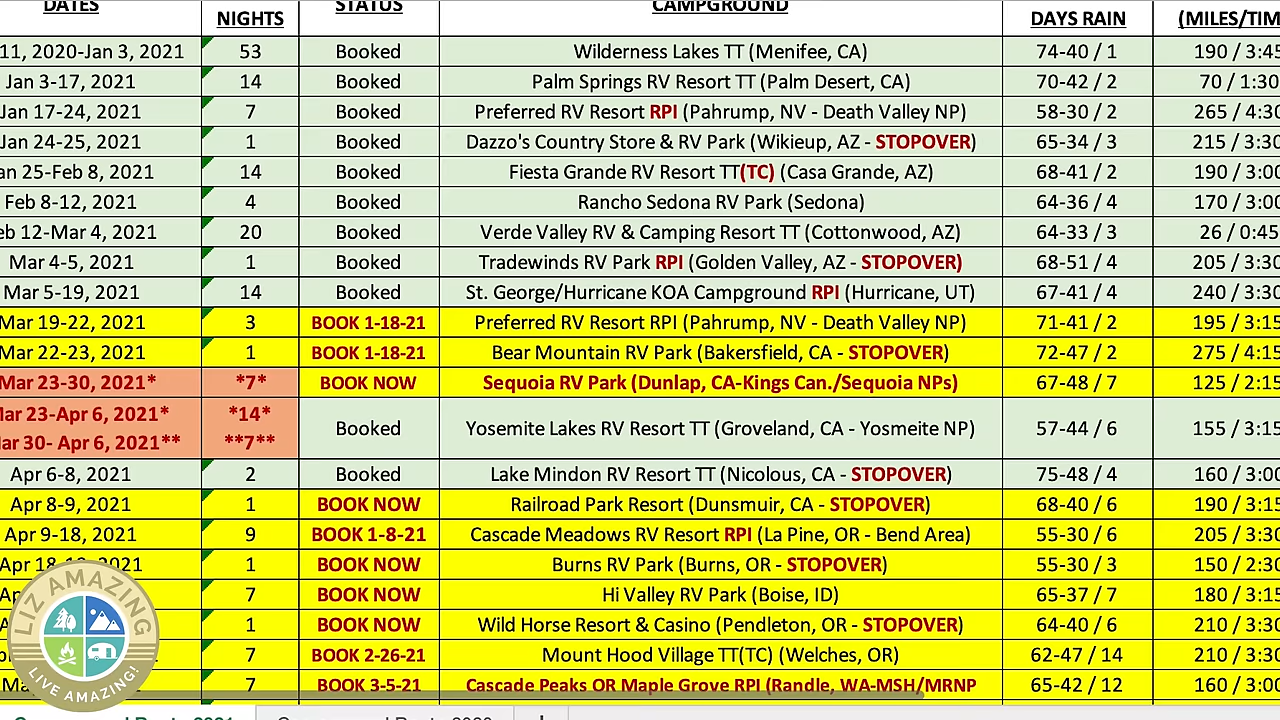 DATES NIGHTS STATUS CAMPGROUND DAYS RAIN (MILES/TIM
11, 2020-Jan 3, 2021 53 Booked Wilderness Lakes TT (Menifee, CA) 74-40 / 1 190 / 3:45
Jan 3-17, 2021 14 Booked Palm Springs RV Resort TT (Palm Desert, CA) 70-42 / 2 70 / 1:30
Jan 17-24, 2021 7 Booked Preferred RV Resort RPI (Pahrump, NV - Death Valley NP) 58-30 / 2 265 / 4:30
Jan 24-25, 2021 1 Booked Dazzo's Country Store & RV Park (Wikieup, AZ - STOPOVER) 65-34 / 3 215 / 3:30
an 25-Feb 8, 2021 14 Booked Fiesta Grande RV Resort TT(TC) (Casa Grande, AZ) 68-41 / 2 190 / 3:00
Feb 8-12, 2021 4 Booked Rancho Sedona RV Park (Sedona) 64-36 / 4 170 / 3:00
eb 12-Mar 4, 2021 20 Booked Verde Valley RV & Camping Resort TT (Cottonwood, AZ) 64-33 / 3 26 / 0:45
Mar 4-5, 2021 1 Booked Tradewinds RV Park RPI (Golden Valley, AZ - STOPOVER) 68-51 / 4 205 / 3:30
Mar 5-19, 2021 14 Booked St. George/Hurricane KOA Campground RPI (Hurricane, UT) 67-41 / 4 240 / 3:30
Mar 19-22, 2021 3 BOOK 1-18-21 Preferred RV Resort RPI (Pahrump, NV - Death Valley NP) 71-41 / 2 195 / 3:15
Mar 22-23, 2021 1 BOOK 1-18-21 Bear Mountain RV Park (Bakersfield, CA - STOPOVER) 72-47 / 2 275 / 4:15
Mar 23-30, 2021* *7* BOOK NOW Sequoia RV Park (Dunlap, CA-Kings Can./Sequoia NPs) 67-48 / 7 125 / 2:15
Mar 23-Apr 6, 2021* *14*
ar 30- Apr 6, 2021** **7** Booked Yosemite Lakes RV Resort TT (Groveland, CA - Yosmeite NP) 57-44 / 6 155 / 3:15
Apr 6-8, 2021 2 Booked Lake Mindon RV Resort TT (Nicolous, CA - STOPOVER) 75-48 / 4 160 / 3:00
Apr 8-9, 2021 1 BOOK NOW Railroad Park Resort (Dunsmuir, CA - STOPOVER) 68-40 / 6 190 / 3:15
Apr 9-18, 2021 9 BOOK 1-8-21 Cascade Meadows RV Resort RPI (La Pine, OR - Bend Area) 55-30 / 6 205 / 3:30
Apr 18-19, 2021 1 BOOK NOW Burns RV Park (Burns, OR - STOPOVER) 55-30 / 3 150 / 2:30
Ap 7 BOOK NOW Hi Valley RV Park (Boise, ID) 65-37 / 7 180 / 3:15
A 1 BOOK NOW Wild Horse Resort & Casino (Pendleton, OR - STOPOVER) 64-40 / 6 210 / 3:30
7 BOOK 2-26-21 Mount Hood Village TT(TC) (Welches, OR) 62-47 / 14 210 / 3:30
Ma 7 BOOK 3-5-21 Cascade Peaks OR Maple Grove RPI (Randle, WA-MSH/MRNP 65-42 / 12 160 / 3:00
LIZ AMAZING
LIVE AMAZING!